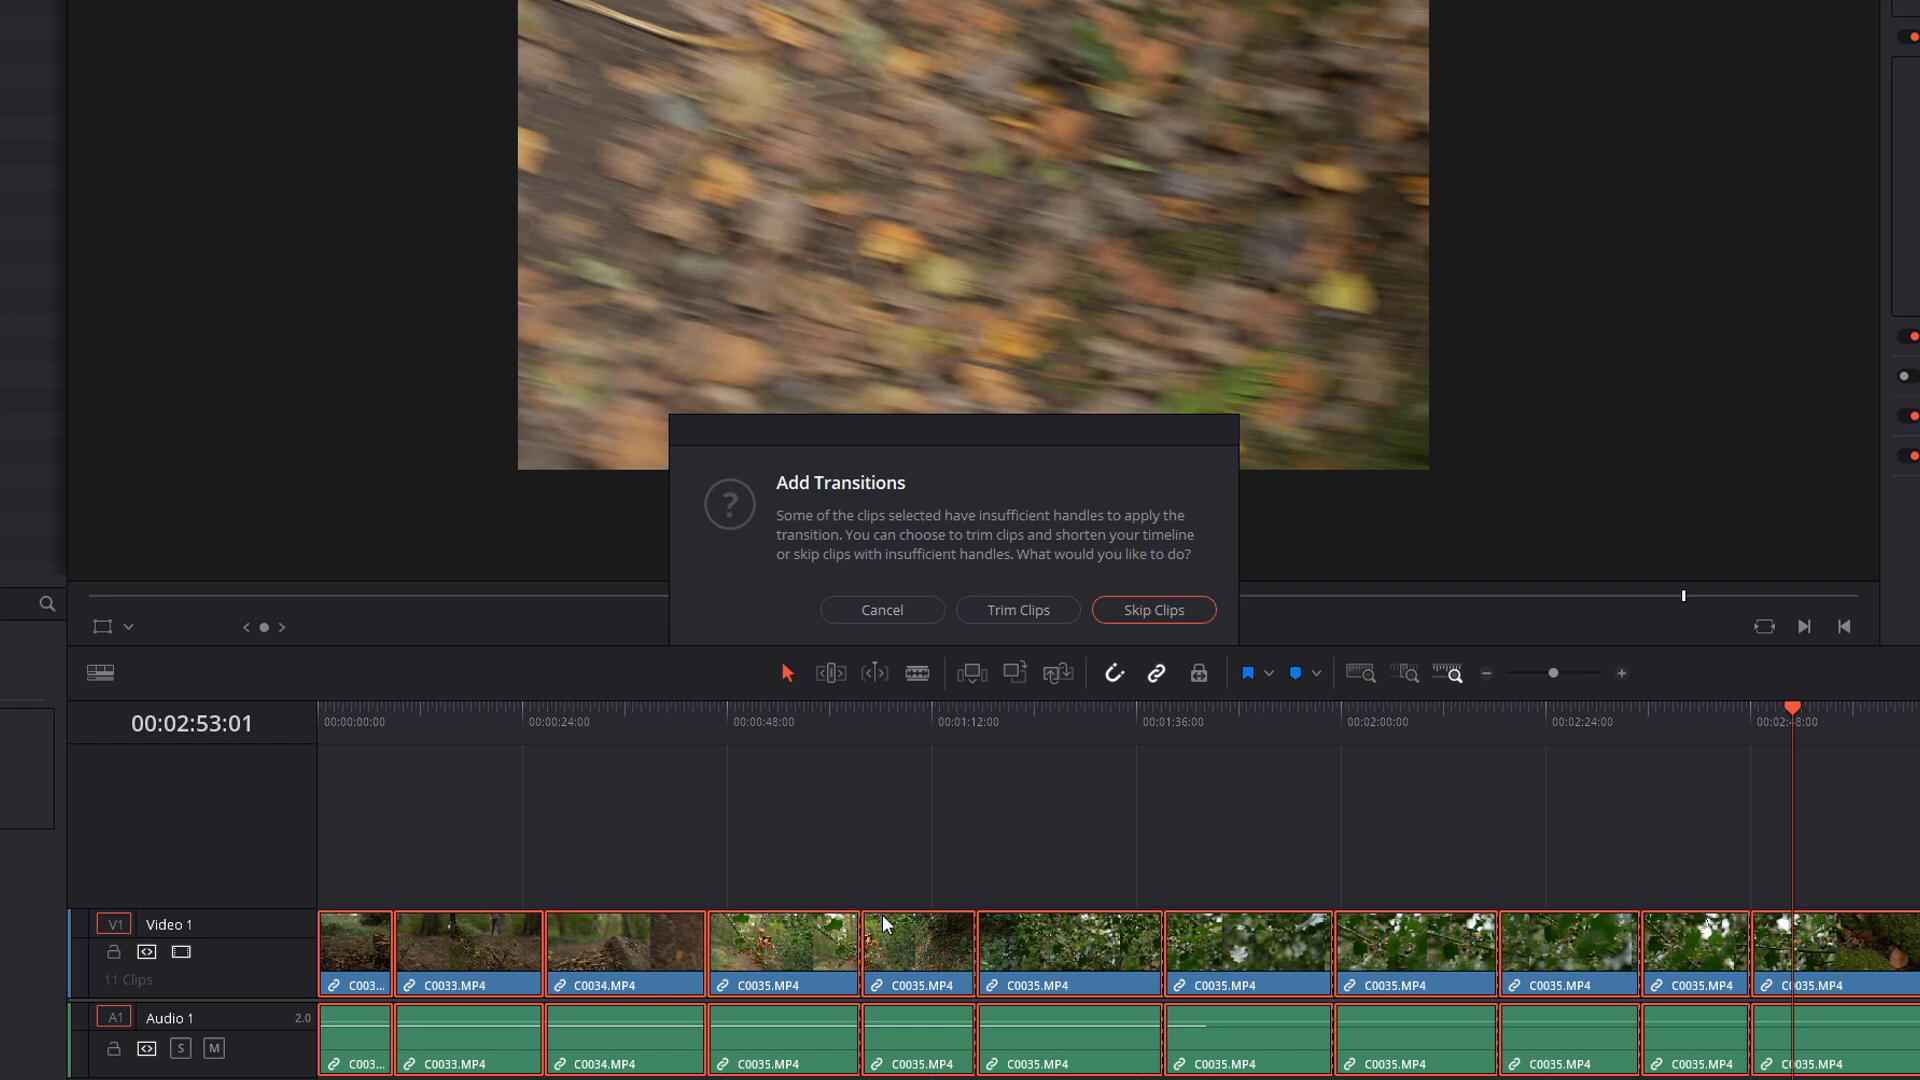 Add Transitions
Some of the clips selected have insufficient handles to apply the
transition. You can choose to trim clips and shorten your timeline
or skip clips with insufficient handles. What would you like to do?
Cancel
Trim Clips
Skip Clips
00:02:53:01
00:00:00:00
00:00:24:00
00:00:48:00
00:01:12:00
00:01:36:00
00:02:00:00
00:02:24:00
00:02:48:00
V1
Video 1
11 Clips
C003...
C0033.MP4
C0034.MP4
C0035.MP4
C0035.MP4
C0035.MP4
C0035.MP4
C0035.MP4
C0035.MP4
C0035.MP4
C0035.MP4
A1
Audio 1
2.0
S
M
C003...
C0033.MP4
C0034.MP4
C0035.MP4
C0035.MP4
C0035.MP4
C0035.MP4
C0035.MP4
C0035.MP4
C0035.MP4
C0035.MP4